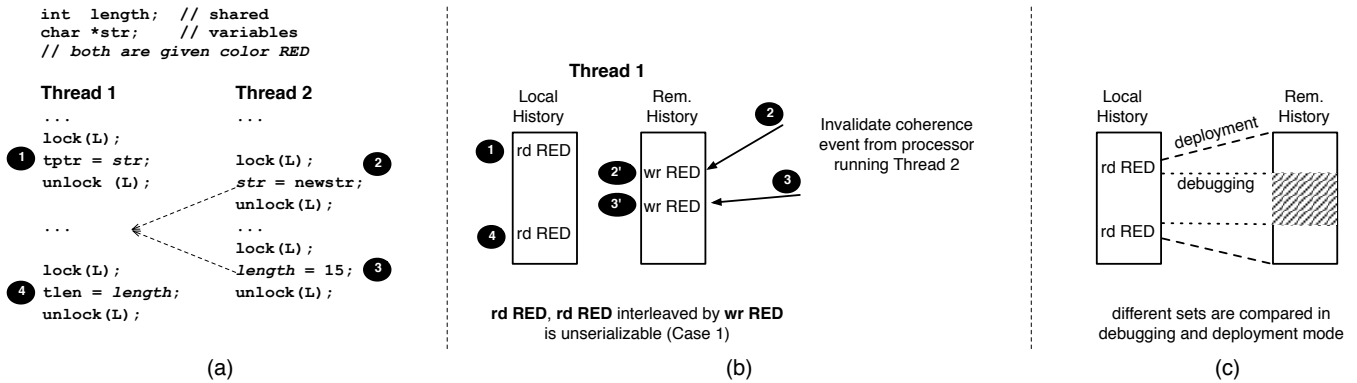 int length; // shared
char *str; // variables
// both are given color RED
Thread 1
...
lock(L);
1 tptr = str;
unlock (L);
...
lock(L);
4 tlen = length;
unlock(L);
Thread 2
...
lock(L);
str = newstr; 2
unlock(L);
...
lock(L);
length = 15; 3
unlock(L);
(a)
Thread 1
Local
History
1 rd RED
4 rd RED
Rem.
History
2' wr RED
3' wr RED
2
3
Invalidate coherence
event from processor
running Thread 2
rd RED, rd RED interleaved by wr RED
is unserializable (Case 1)
(b)
Local
History
rd RED
rd RED
deployment
debugging
Rem.
History
different sets are compared in
debugging and deployment mode
(c)